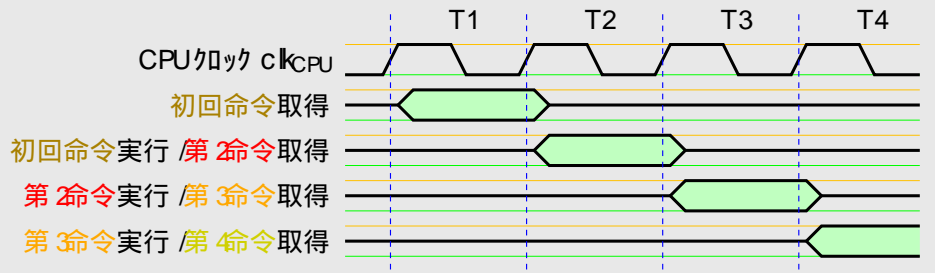 T1 T2 T3 T4
CPUクロック clkCPU
初回命令取得
初回命令実行 /第2命令取得
第2命令実行 /第3命令取得
第3命令実行 /第4命令取得